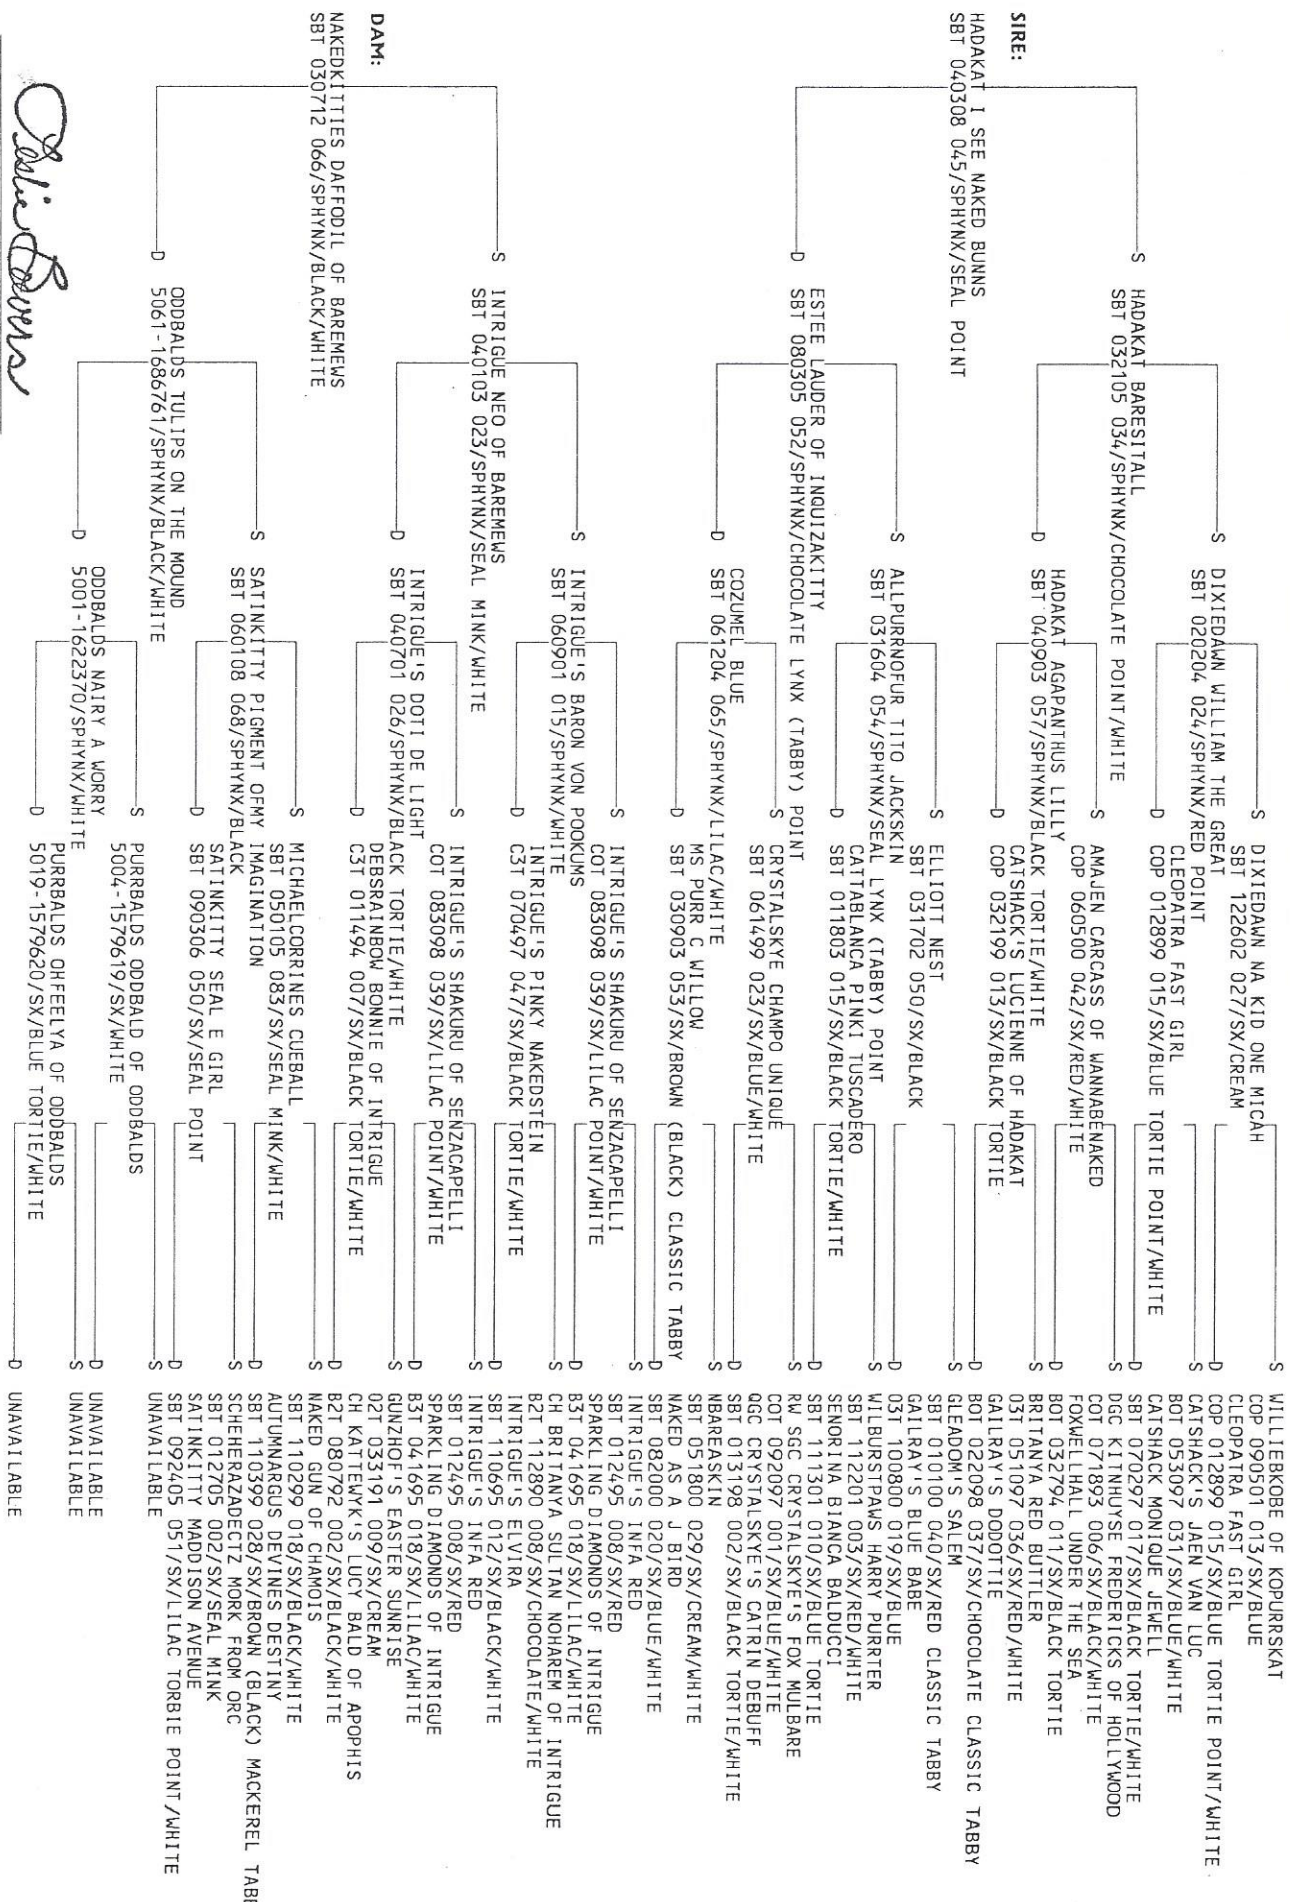 SIRE:
HADAKAT I SEE NAKED BUNNS
SBT 040308 045/SPHYNX/SEAL POINT
DAM:
NAKEDKITTIES DAFFODIL OF BAREMEWS
SBT 030712 066/SPHYNX/BLACK/WHITE
S HADAKAT BARESITALL
SBT 032105 034/SPHYNX/CHOCOLATE POINT/WHITE
D ESTEE LAUDER OF INQUIZAKITTY
SBT 080305 052/SPHYNX/CHOCOLATE LYNX (TABBY) POINT
S INTRIGUE NEO OF BAREMEWS
SBT 040103 023/SPHYNX/SEAL MINK/WHITE
D ODDBALDS TULIPS ON THE MOUND
5061-1686761/SPHYNX/BLACK/WHITE
S DIXIEDAWN WILLIAM THE GREAT
SBT 020204 024/SPHYNX/RED POINT
D HADAKAT AGAPANTHUS LILLY
SBT 040903 057/SPHYNX/BLACK TORTIE/WHITE
S ALLPURRNOFUR TITO JACKSKIN
SBT 031604 054/SPHYNX/SEAL LYNX (TABBY) POINT
D COZUMEL BLUE
SBT 061204 065/SPHYNX/LILAC/WHITE
S INTRIGUE'S BARON VON POOKUMS
SBT 060901 015/SPHYNX/WHITE
D INTRIGUE'S DOTI DE LIGHT
SBT 040701 026/SPHYNX/BLACK TORTIE/WHITE
S SATINKITTY PIGMENT OFMY IMAGINATION
SBT 060108 068/SPHYNX/BLACK
D ODDBALDS NAIRY A WORRY
5001-1622370/SPHYNX/WHITE
S DIXIEDAWN NA KID ONE MICAH
SBT 122602 027/SX/CREAM
D CLEOPATRA FAST GIRL
COP 012899 015/SX/BLUE TORTIE POINT/WHITE
S AMAJEN CARCASS OF WANNABENAKED
COP 060500 042/SX/RED/WHITE
D CATSHACK'S LUCIENNE OF HADAKAT
COP 032199 013/SX/BLACK TORTIE
S ELLIOTT NEST
SBT 031702 050/SX/BLACK
D CATTABLANCA PINKI TUSCADERO
SBT 011803 015/SX/BLACK TORTIE/WHITE
S CRYSTALSKYE CHAMPO UNIQUE
SBT 061499 023/SX/BLUE/WHITE
D MS PURR C WILLOW
SBT 030903 053/SX/BROWN (BLACK) CLASSIC TABBY
S INTRIGUE'S SHAKURU OF SENZACAPELLI
COT 083098 039/SX/LILAC POINT/WHITE
D INTRIGUE'S PINKY NAKEDSTEIN
C3T 070497 047/SX/BLACK TORTIE/WHITE
S INTRIGUE'S SHAKURU OF SENZACAPELLI
COT 083098 039/SX/LILAC POINT/WHITE
D DEBSRAINBOW BONNIE OF INTRIGUE
C3T 011494 007/SX/BLACK TORTIE/WHITE
S MICHAELCORRINES CUEBALL
SBT 050105 083/SX/SEAL MINK/WHITE
D SATINKITTY SEAL E GIRL
SBT 090306 050/SX/SEAL POINT
S PURRBALDS ODDBALD OF ODDBALDS
5004-1579619/SX/WHITE
D PURRBALDS OHFEELYA OF ODDBALDS
5019-1579620/SX/BLUE TORTIE/WHITE
S WILLIEBKOBE OF KOPURRSKAT
COP 090501 013/SX/BLUE
D CLEOPATRA FAST GIRL
COP 012899 015/SX/BLUE TORTIE POINT/WHITE
S CATSHACK'S JAEN VAN LUC
BOT 053097 031/SX/BLUE/WHITE
D CATSHACK MONIQUE JEWELL
SBT 070297 017/SX/BLACK TORTIE/WHITE
S DGC KITNHUYSE FREDERICKS OF HOLLYWOOD
COT 071893 006/SX/BLACK/WHITE
D FOXWELLHALL UNDER THE SEA
BOT 032794 011/SX/BLACK TORTIE
S BRITANYA RED BUTTLER
03T 051097 036/SX/RED/WHITE
D GAILRAY'S DODOTTIE
BOT 022098 037/SX/CHOCOLATE CLASSIC TABBY
S GLEADOM'S SALEM
SBT 010100 040/SX/RED CLASSIC TABBY
D GAILRAY'S BLUE BABE
03T 100800 019/SX/BLUE
S WILBURSTPAWS HARRY PURRTER
SBT 112201 003/SX/RED/WHITE
D SENORINA BIANCA BALDUCCI
SBT 111301 010/SX/BLUE TORTIE
S RW SGC CRYSTALSKYE'S FOX MULBARE
COT 092097 001/SX/BLUE/WHITE
D QGC CRYSTALSKYE'S CATRIN DEBUFF
SBT 013198 002/SX/BLACK TORTIE/WHITE
S NBAREASKIN
SBT 051800 029/SX/CREAM/WHITE
D NAKED AS A J BIRD
SBT 082000 020/SX/BLUE/WHITE
S INTRIGUE'S INFA RED
SBT 012495 008/SX/RED
D SPARKLING DIAMONDS OF INTRIGUE
B3T 041695 018/SX/LILAC/WHITE
S CH BRITANYA SULTAN NOHAREM OF INTRIGUE
B2T 112890 008/SX/CHOCOLATE/WHITE
D INTRIGUE'S ELVIRA
SBT 110695 012/SX/BLACK/WHITE
S INTRIGUE'S INFA RED
SBT 012495 008/SX/RED
D SPARKLING DIAMONDS OF INTRIGUE
B3T 041695 018/SX/LILAC/WHITE
S GUNZHOF'S EASTER SUNRISE
02T 033191 009/SX/CREAM
D CH KATTEWYK'S LUCY BALD OF APOPHIS
B2T 080792 002/SX/BLACK/WHITE
S NAKED GUN OF CHAMOIS
SBT 110299 018/SX/BLACK/WHITE
D AUTUMNARGUS DEVINES DESTINY
SBT 110399 028/SX/BROWN (BLACK) MACKEREL
S SCHEHERAZADECTZ MORK FROM ORC
SBT 012705 002/SX/SEAL MINK
D SATINKITTY MADDISON AVENUE
SBT 092405 051/SX/LILAC TORBIE POINT/WHITE
S UNAVAILABLE
D UNAVAILABLE
S UNAVAILABLE
D UNAVAILABLE